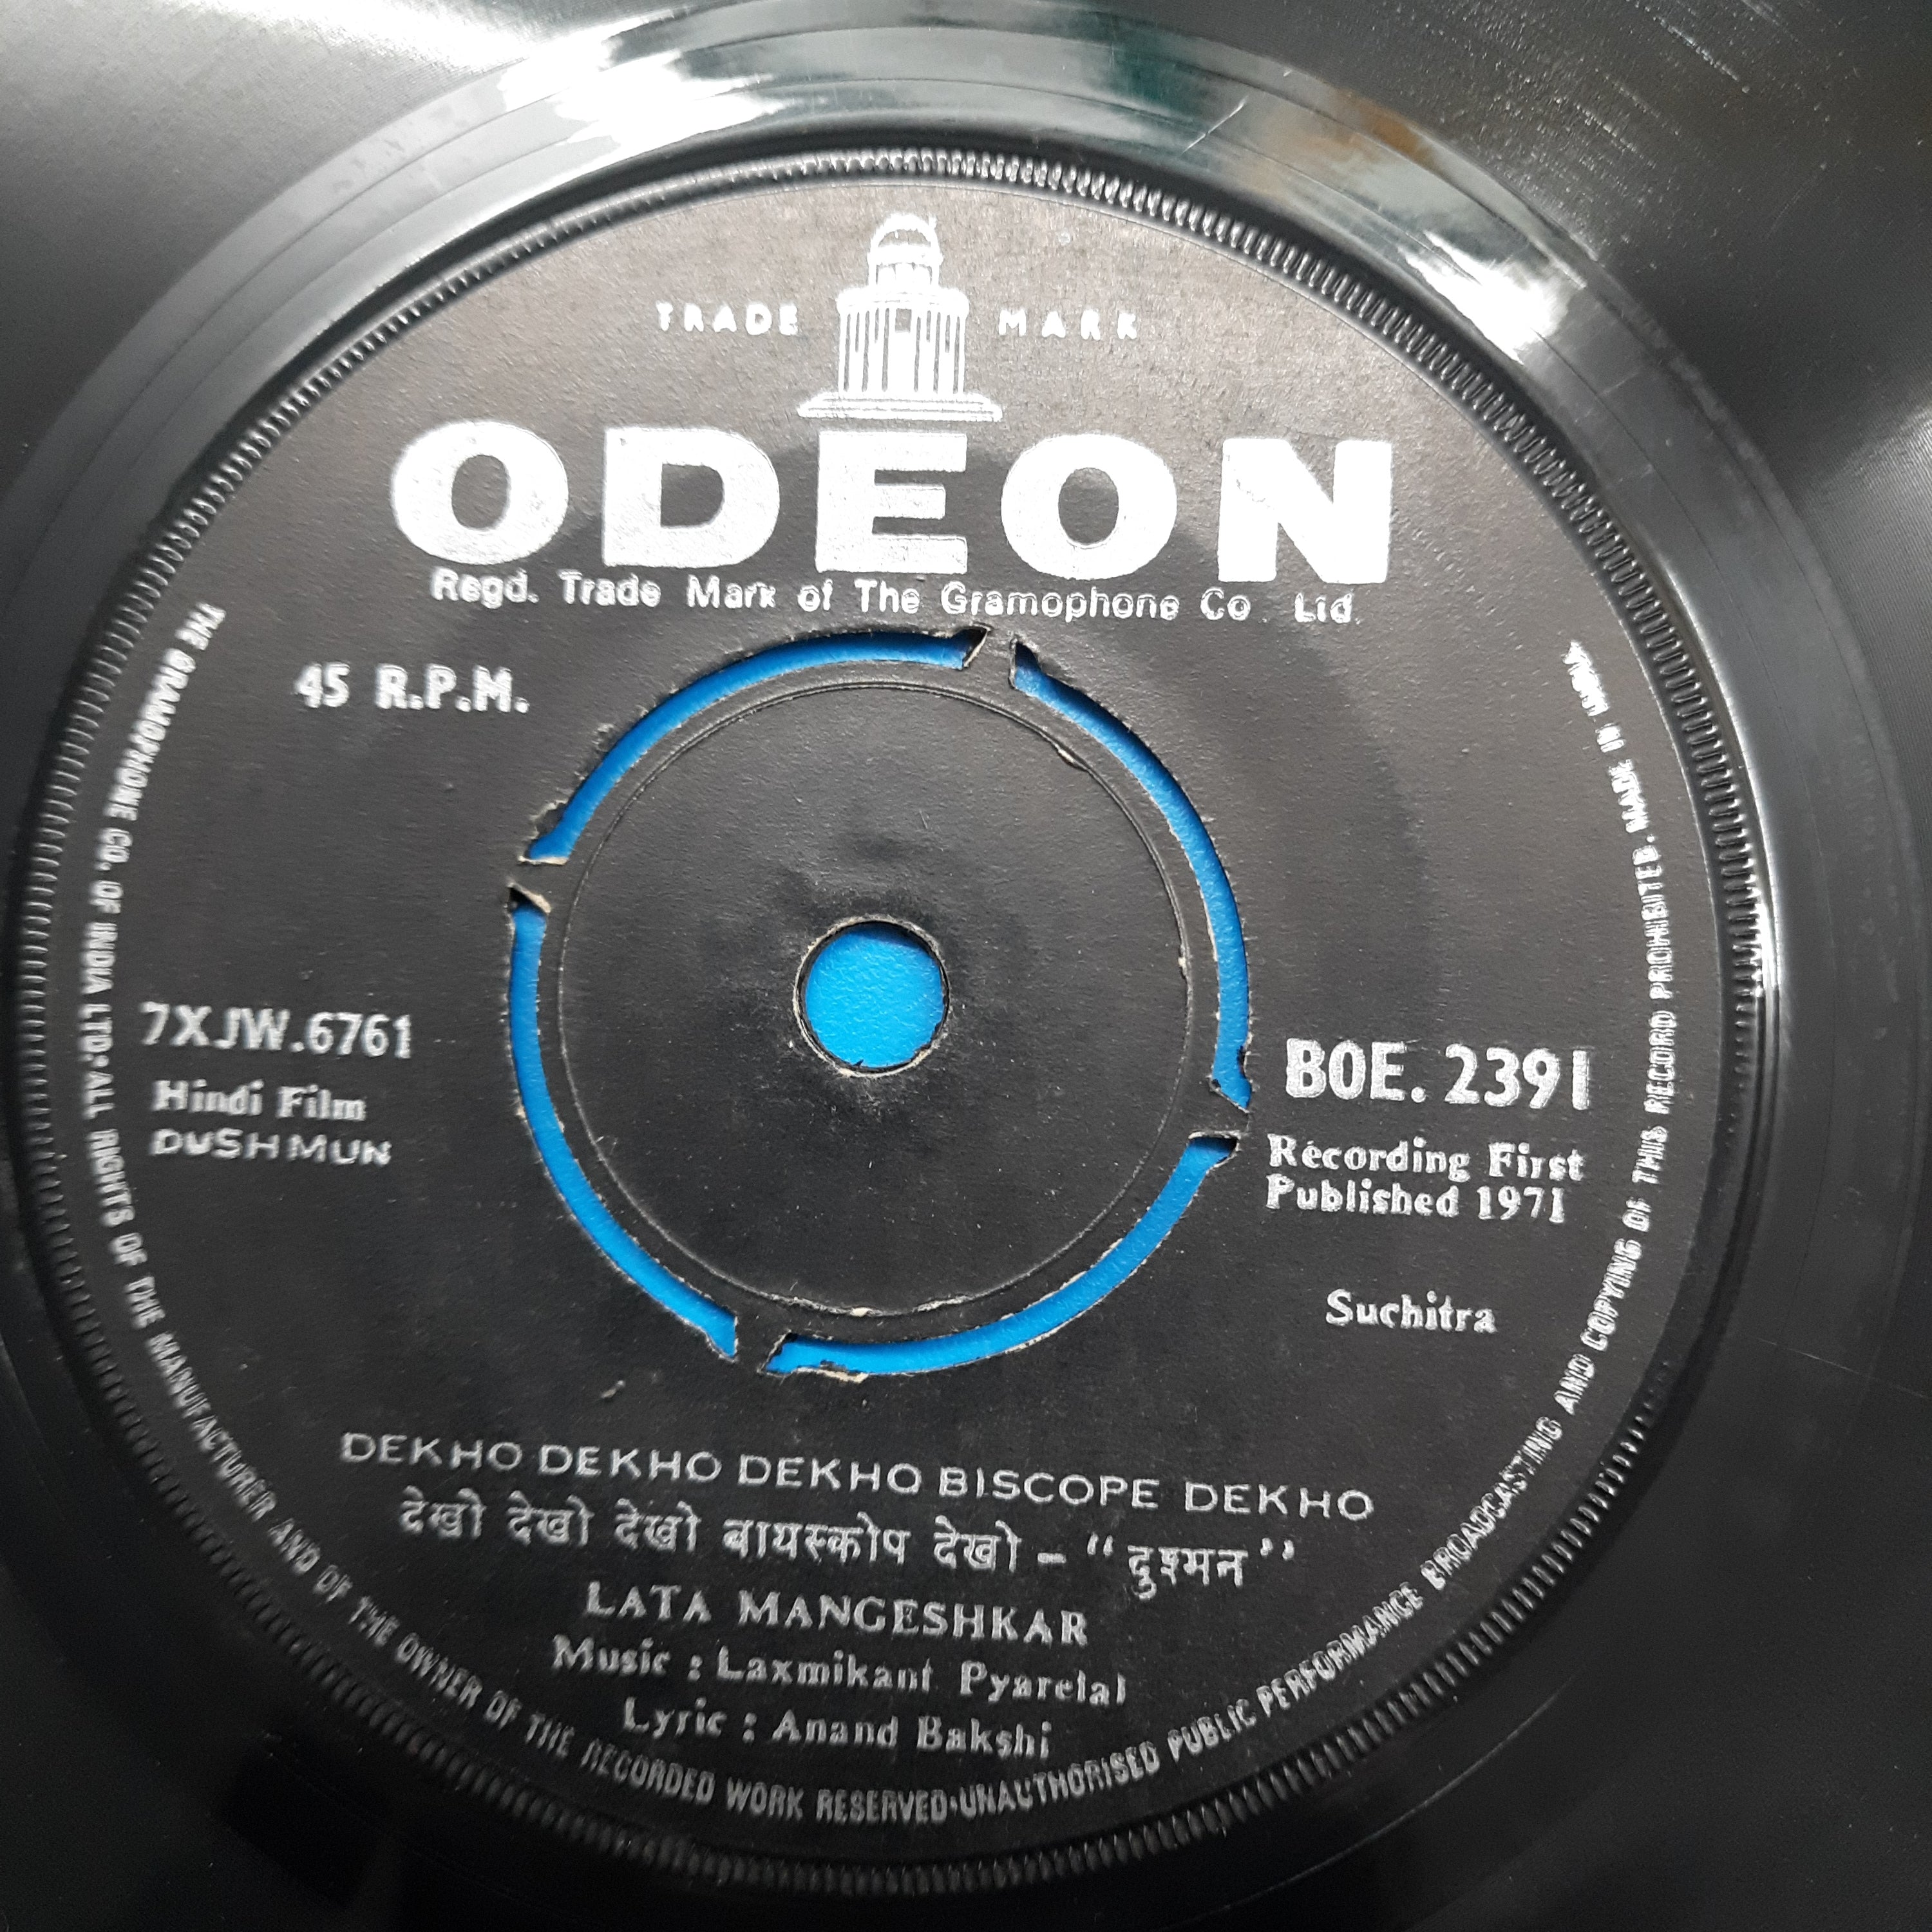 TRADE MARK
ODEON
Regd. Trade Mark of The Gramophone Co. Ltd.
45 R.P.M.
7XJW.6761
Hindi Film
DUSHMUN
BOE. 2391
Recording First
Published 1971
Suchitra
DEKHO DEKHO DEKHO BISCOPE DEKHO
देखो देखो देखो बायस्कोप देखो – “दुश्मन”
LATA MANGESHKAR
Music : Laxmikant Pyarelal
Lyric : Anand Bakshi
THE GRAMOPHONE CO. OF INDIA LTD. ALL RIGHTS OF THE MANUFACTURER AND OF THE OWNER OF THE RECORDED WORK RESERVED. UNAUTHORISED PUBLIC PERFORMANCE BROADCASTING AND COPYING OF THIS RECORD PROHIBITED. MADE IN INDIA